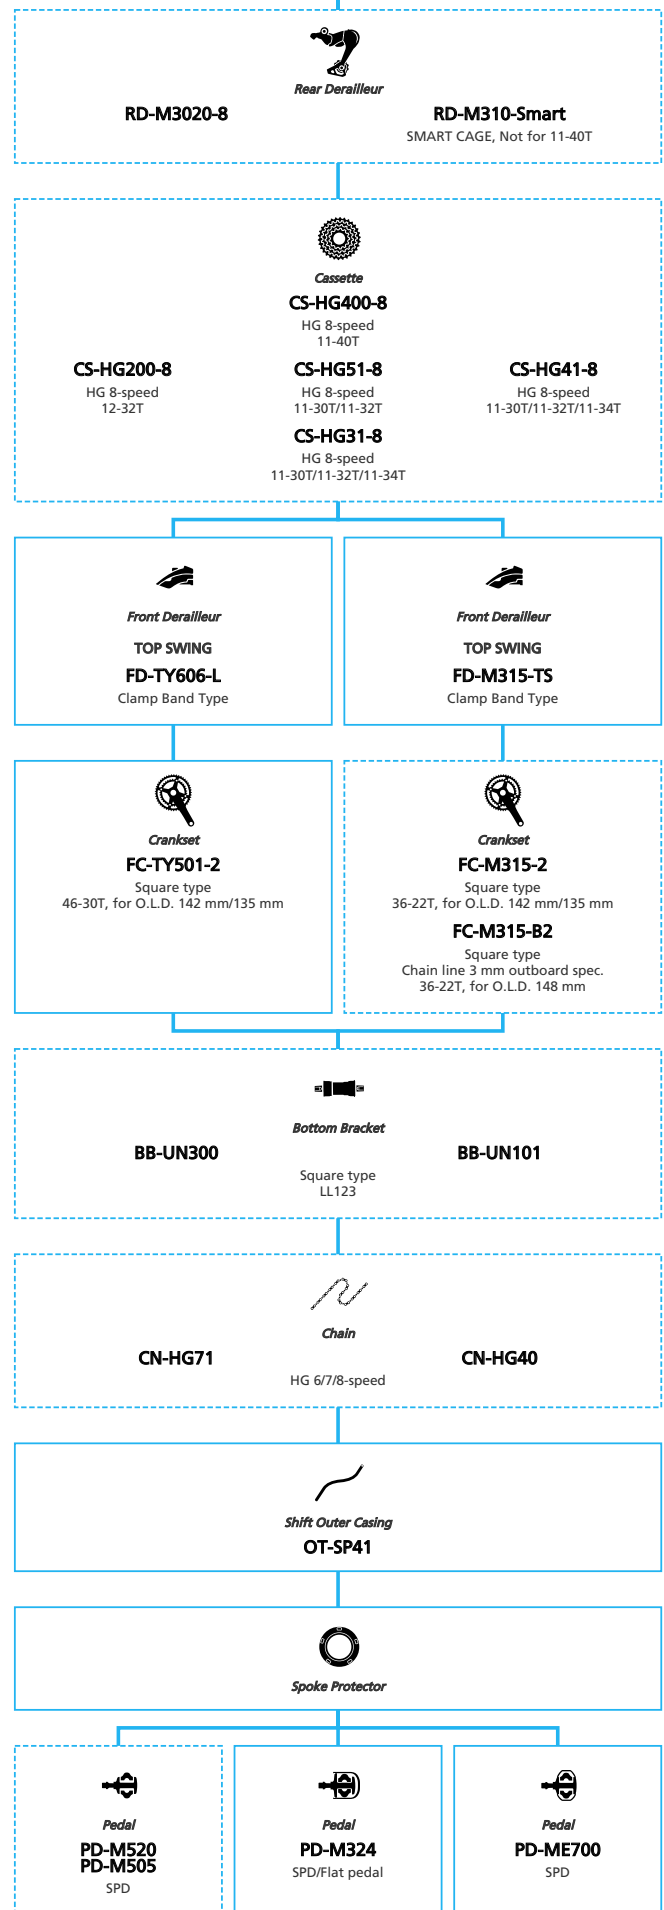 Rear Derailleur
RD-M3020-8
RD-M310-Smart
SMART CAGE, Not for 11-40T
Cassette
CS-HG400-8
HG 8-speed
11-40T
CS-HG200-8
HG 8-speed
12-32T
CS-HG51-8
HG 8-speed
11-30T/11-32T
CS-HG41-8
HG 8-speed
11-30T/11-32T/11-34T
CS-HG31-8
HG 8-speed
11-30T/11-32T/11-34T
Front Derailleur
TOP SWING
FD-TY606-L
Clamp Band Type
Front Derailleur
TOP SWING
FD-M315-TS
Clamp Band Type
Crankset
FC-TY501-2
Square type
46-30T, for O.L.D. 142 mm/135 mm
Crankset
FC-M315-2
Square type
36-22T, for O.L.D. 142 mm/135 mm
FC-M315-B2
Square type
Chain line 3 mm outboard spec.
36-22T, for O.L.D. 148 mm
Bottom Bracket
BB-UN300
BB-UN101
Square type
LL123
Chain
CN-HG71
CN-HG40
HG 6/7/8-speed
Shift Outer Casing
OT-SP41
Spoke Protector
Pedal
PD-M520
PD-M505
SPD
Pedal
PD-M324
SPD/Flat pedal
Pedal
PD-ME700
SPD